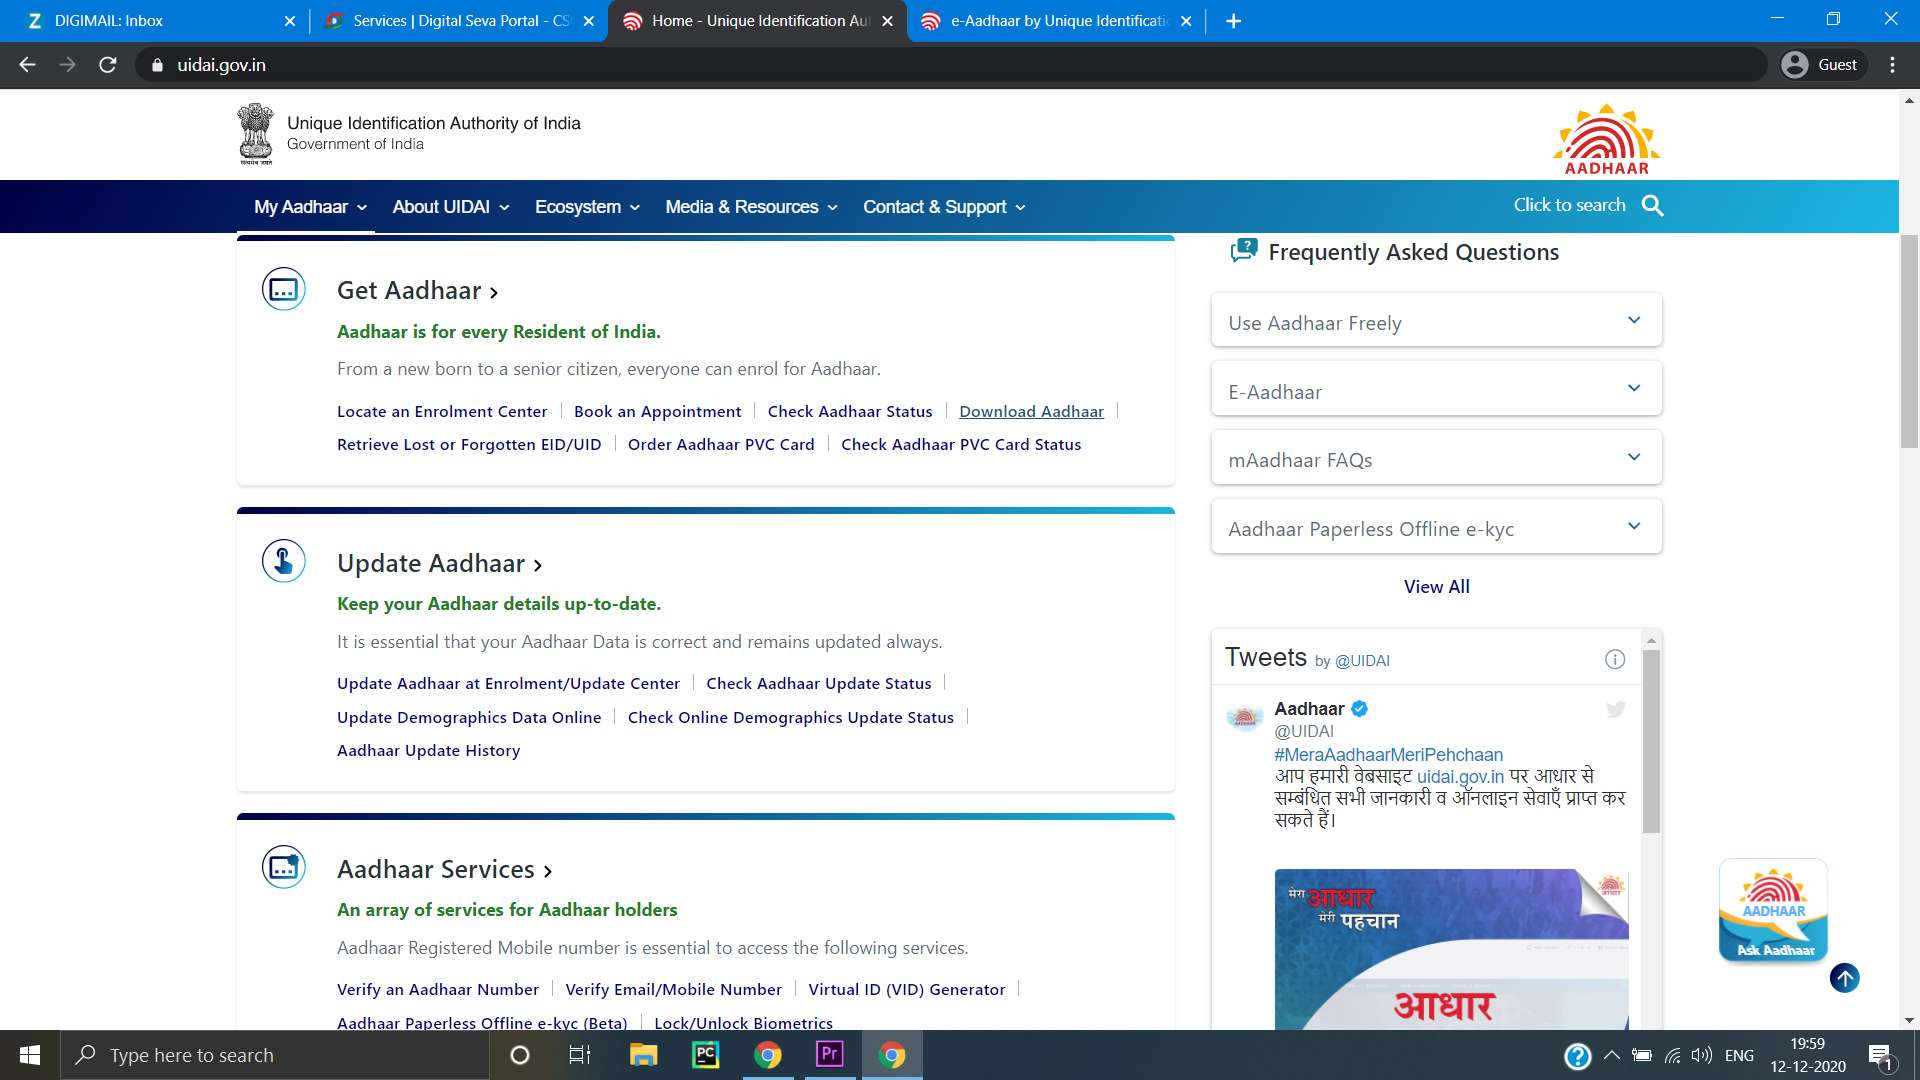 DIGIMAIL: Inbox
Services | Digital Seva Portal - CS
Home - Unique Identification Au
e-Aadhaar by Unique Identificati
uidai.gov.in
Guest
सत्यमेव जयते
Unique Identification Authority of India
Government of India
AADHAAR
My Aadhaar
About UIDAI
Ecosystem
Media & Resources
Contact & Support
Click to search
Get Aadhaar
Aadhaar is for every Resident of India.
From a new born to a senior citizen, everyone can enrol for Aadhaar.
Locate an Enrolment Center | Book an Appointment | Check Aadhaar Status | Download Aadhaar |
Retrieve Lost or Forgotten EID/UID | Order Aadhaar PVC Card | Check Aadhaar PVC Card Status
Update Aadhaar
Keep your Aadhaar details up-to-date.
It is essential that your Aadhaar Data is correct and remains updated always.
Update Aadhaar at Enrolment/Update Center | Check Aadhaar Update Status |
Update Demographics Data Online | Check Online Demographics Update Status |
Aadhaar Update History
Aadhaar Services
An array of services for Aadhaar holders
Aadhaar Registered Mobile number is essential to access the following services.
Verify an Aadhaar Number | Verify Email/Mobile Number | Virtual ID (VID) Generator |
Aadhaar Paperless Offline e-kyc (Beta) | Lock/Unlock Biometrics
Frequently Asked Questions
Use Aadhaar Freely
E-Aadhaar
mAadhaar FAQs
Aadhaar Paperless Offline e-kyc
View All
Tweets by @UIDAI
Aadhaar
@UIDAI
#MeraAadhaarMeriPehchaan
आप हमारी वेबसाइट uidai.gov.in पर आधार से
सम्बंधित सभी जानकारी व ऑनलाइन सेवाएँ प्राप्त कर
सकते हैं।
मेरा आधार
मेरी पहचान
आधार
AADHAAR
Ask Aadhaar
Type here to search
PC
Pr
ENG
19:59
12-12-2020
1